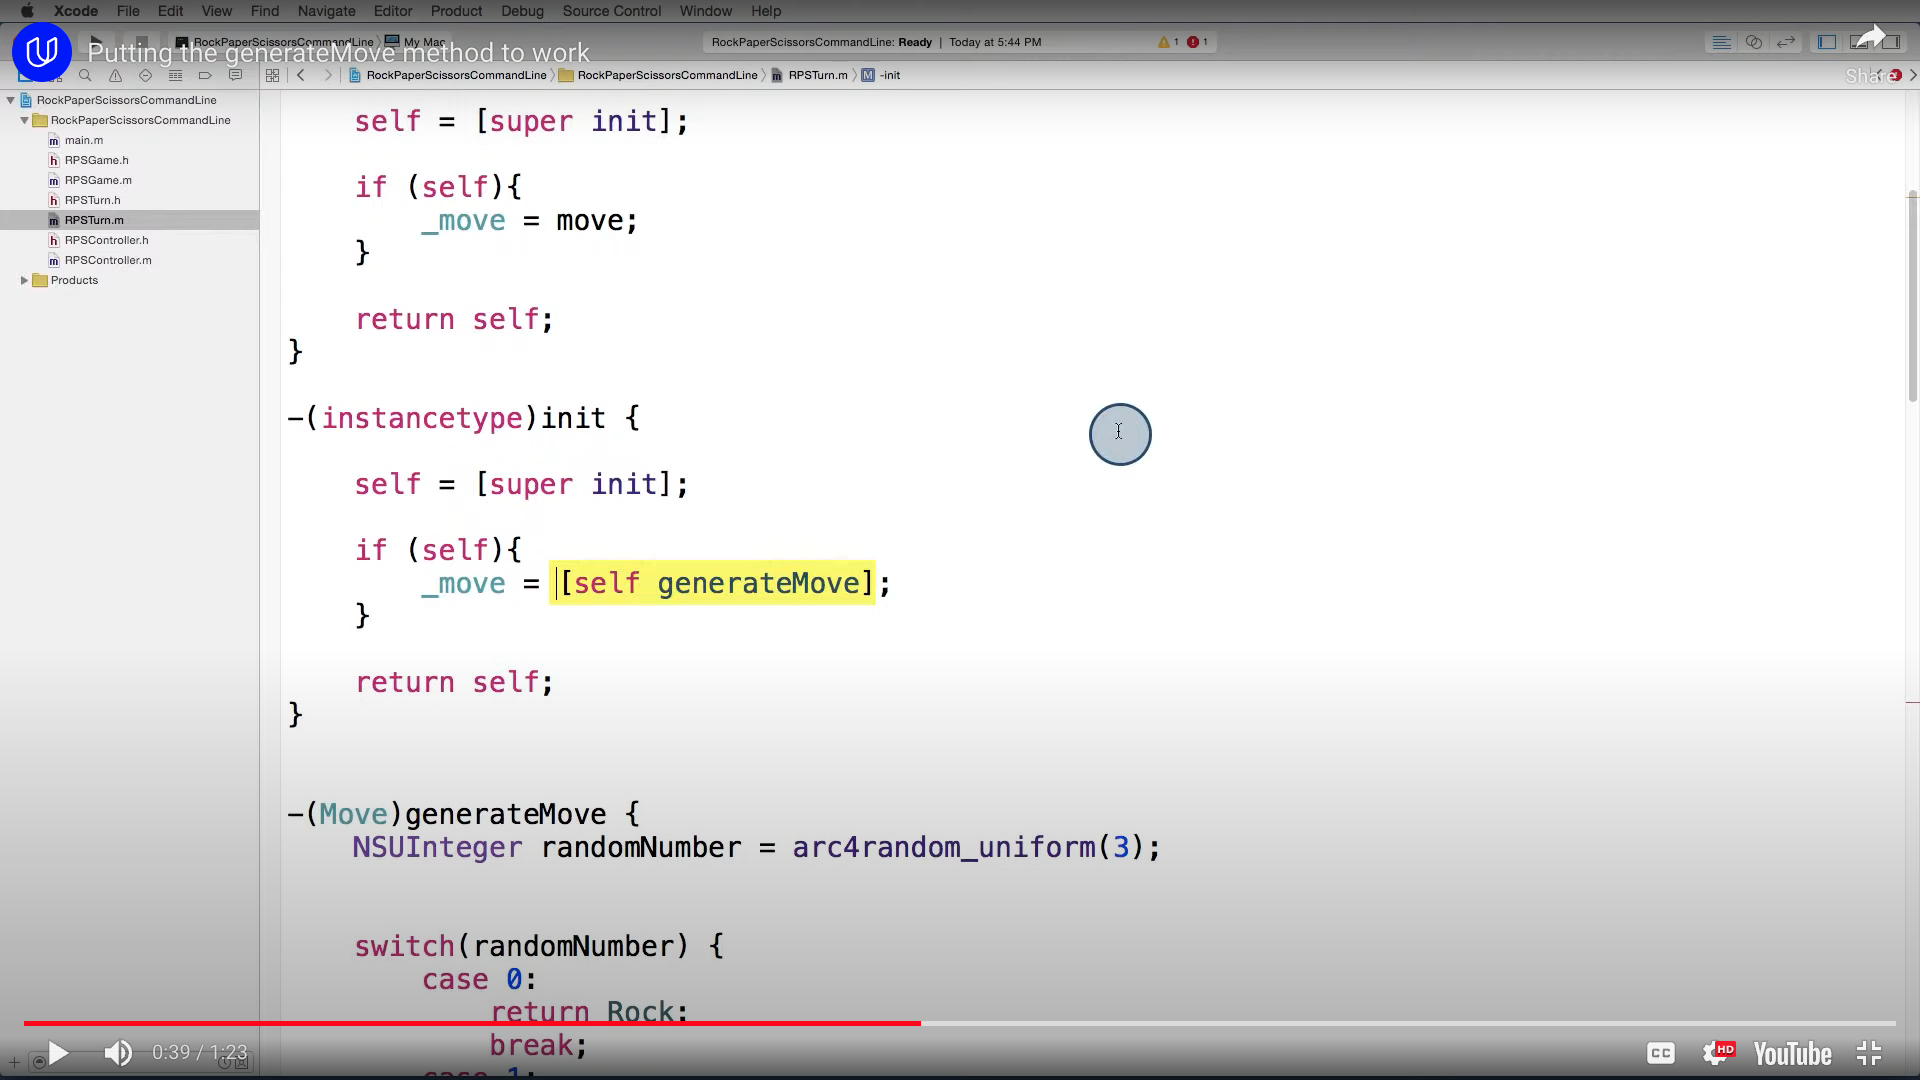 Xcode File Edit View Find Navigate Editor Product Debug Source Control Window Help
Putting the generateMove method to work
RockPaperScissorsCommandLine My Mac
RockPaperScissorsCommandLine: Ready | Today at 5:44 PM
1 1
Share
RockPaperScissorsCommandLine RockPaperScissorsCommandLine RPSTurn.m M -init
RockPaperScissorsCommandLine
RockPaperScissorsCommandLine
m main.m
h RPSGame.h
m RPSGame.m
h RPSTurn.h
m RPSTurn.m
h RPSController.h
m RPSController.m
Products
self = [super init];
if (self){
_move = move;
}
return self;
}
-(instancetype)init {
self = [super init];
if (self){
_move = [self generateMove];
}
return self;
}
-(Move)generateMove {
NSUInteger randomNumber = arc4random_uniform(3);
switch(randomNumber) {
case 0:
return Rock;
break;
case 1:
0:39 / 1:23
CC HD YouTube